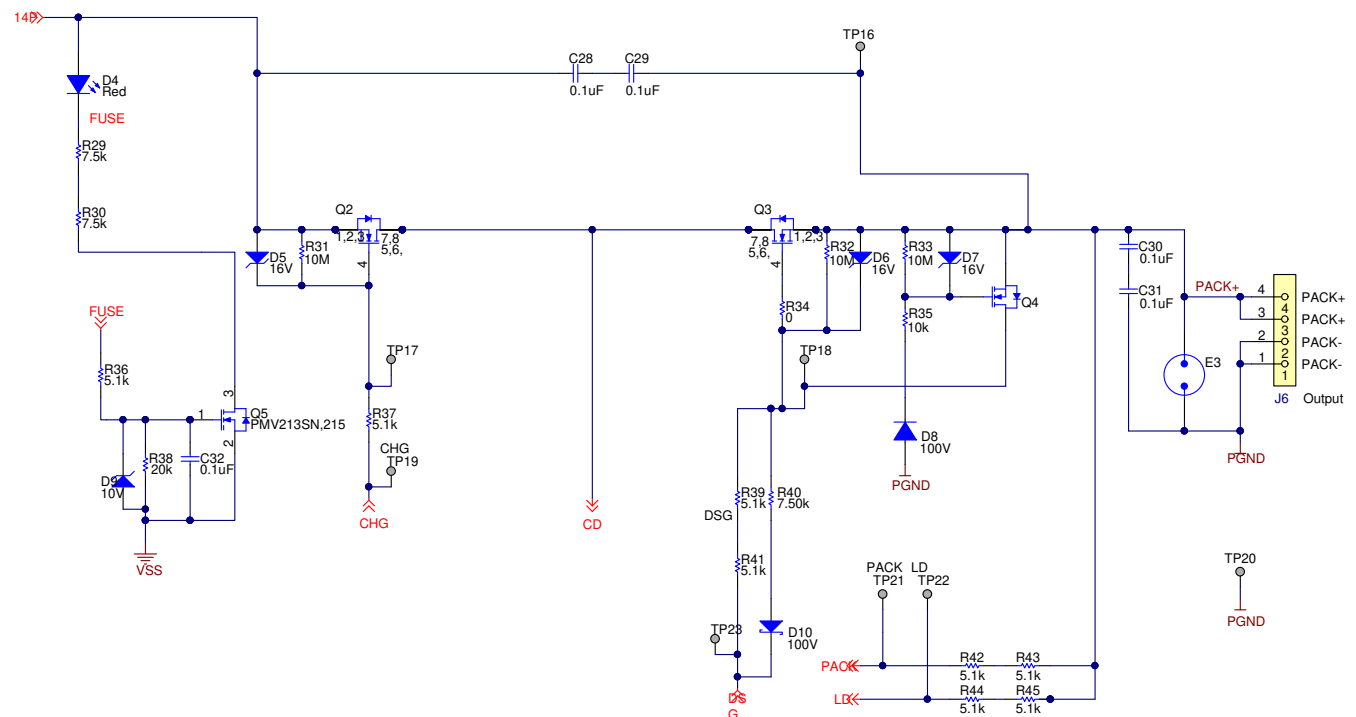 14P
D4
Red
FUSE
R29
7.5k
R30
7.5k
C28
0.1uF
C29
0.1uF
TP16
Q2
1,2,3
7,8
5,6,
4
D5
16V
R31
10M
Q3
7,8
5,6,
1,2,3
4
R32
10M
D6
16V
R33
10M
D7
16V
Q4
R34
0
R35
10k
C30
0.1uF
C31
0.1uF
PACK+
4
3
2
1
4
3
2
1
PACK+
PACK+
PACK-
PACK-
J6
Output
E3
PGND
FUSE
R36
5.1k
1
3
2
Q5
PMV213SN,215
D9
10V
R38
20k
C32
0.1uF
VSS
TP17
R37
5.1k
CHG
TP19
CHG
CD
TP18
D8
100V
PGND
R39
5.1k
DSG
R40
7.50k
R41
5.1k
TP23
D10
100V
DS
G
PACK
TP21
LD
TP22
PACK
LD
R42
5.1k
R43
5.1k
R44
5.1k
R45
5.1k
TP20
PGND